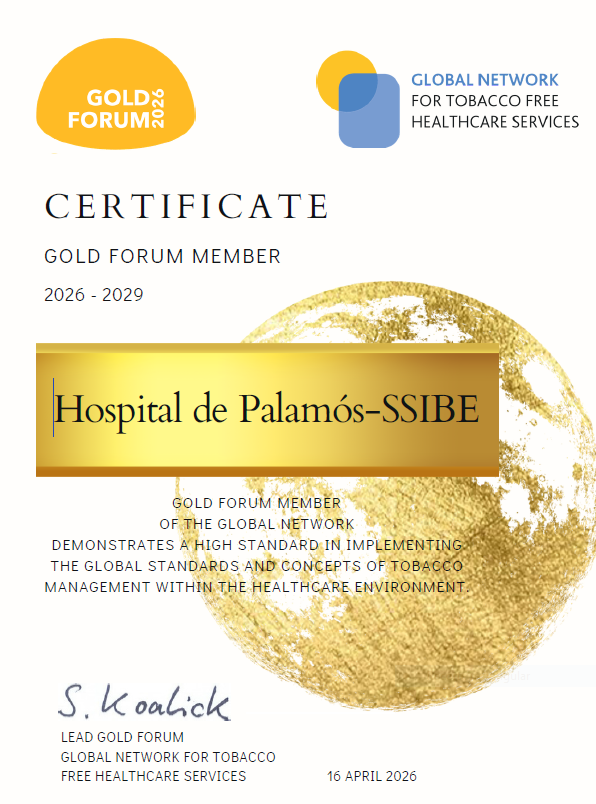 GOLD
FORUM 2026
GLOBAL NETWORK
FOR TOBACCO FREE
HEALTHCARE SERVICES
CERTIFICATE
GOLD FORUM MEMBER
2026 - 2029
Hospital de Palamós-SSIBE
GOLD FORUM MEMBER
OF THE GLOBAL NETWORK
DEMONSTRATES A HIGH STANDARD IN IMPLEMENTING
THE GLOBAL STANDARDS AND CONCEPTS OF TOBACCO
MANAGEMENT WITHIN THE HEALTHCARE ENVIRONMENT.
S. Koalick
LEAD GOLD FORUM
GLOBAL NETWORK FOR TOBACCO
FREE HEALTHCARE SERVICES
16 APRIL 2026